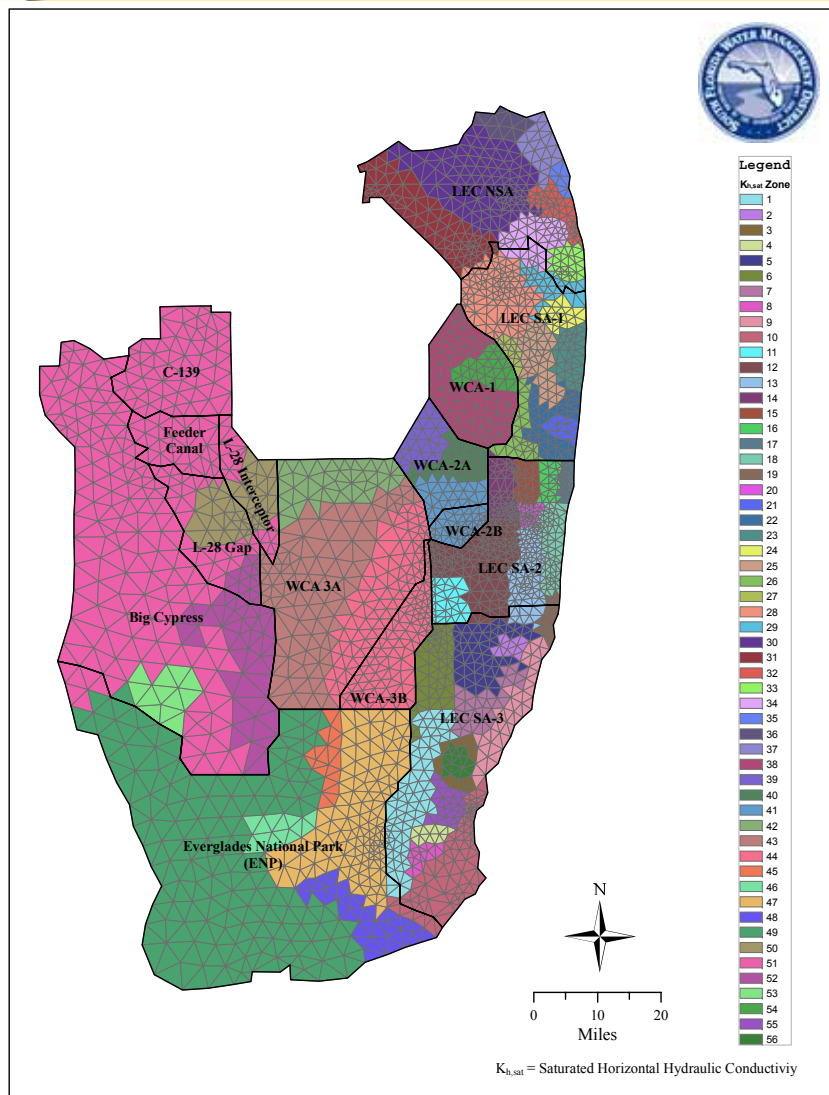 SOUTH FLORIDA WATER MANAGEMENT DISTRICT
LEC NSA
LEC SA-1
C-139
WCA-1
Feeder
Canal
L-28 Interceptor
WCA-2A
WCA-2B
L-28 Gap
WCA 3A
LEC SA-2
Big Cypress
WCA-3B
LEC SA-3
Everglades National Park
(ENP)
N
0 10 20
Miles
Legend
Kh,sat Zone
1
2
3
4
5
6
7
8
9
10
11
12
13
14
15
16
17
18
19
20
21
22
23
24
25
26
27
28
29
30
31
32
33
34
35
36
37
38
39
40
41
42
43
44
45
46
47
48
49
50
51
52
53
54
55
56
Kh,sat = Saturated Horizontal Hydraulic Conductiviy